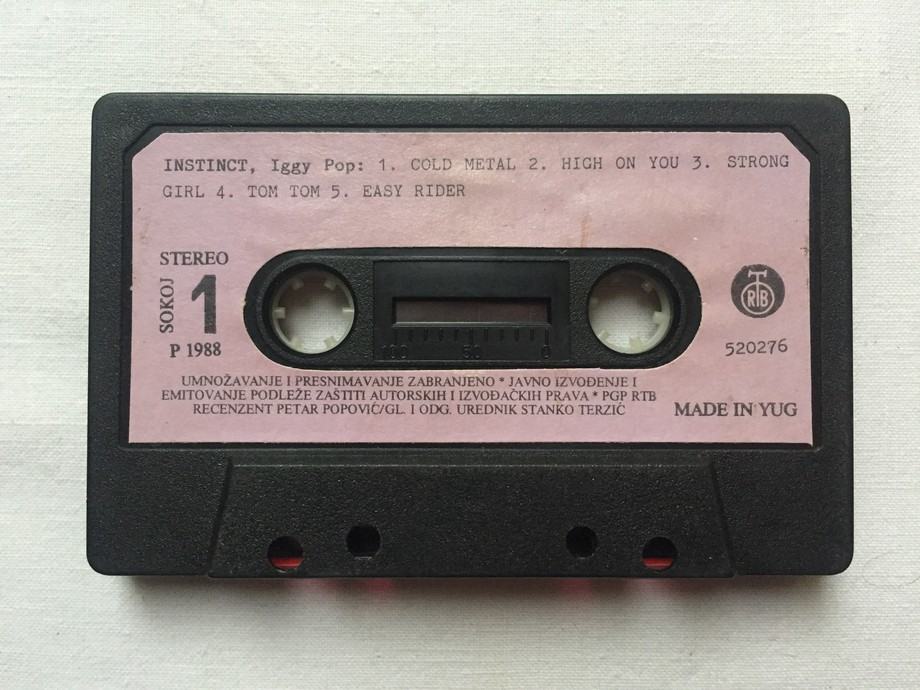 INSTINCT, Iggy Pop: 1. COLD METAL 2. HIGH ON YOU 3. STRONG
GIRL 4. TOM TOM 5. EASY RIDER
STEREO
SOKOJ
1
P 1988
100 50 0
RTB
520276
UMNOŽAVANJE I PRESNIMAVANJE ZABRANJENO * JAVNO IZVOĐENJE I
EMITOVANJE PODLEŽE ZAŠTITI AUTORSKIH I IZVOĐAČKIH PRAVA * PGP RTB
RECENZENT PETAR POPOVIĆ/GL. I ODG. UREDNIK STANKO TERZIĆ
MADE IN YUG